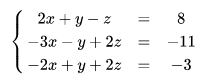 2x + y − z = 8
−3x − y + 2z = −11
−2x + y + 2z = −3